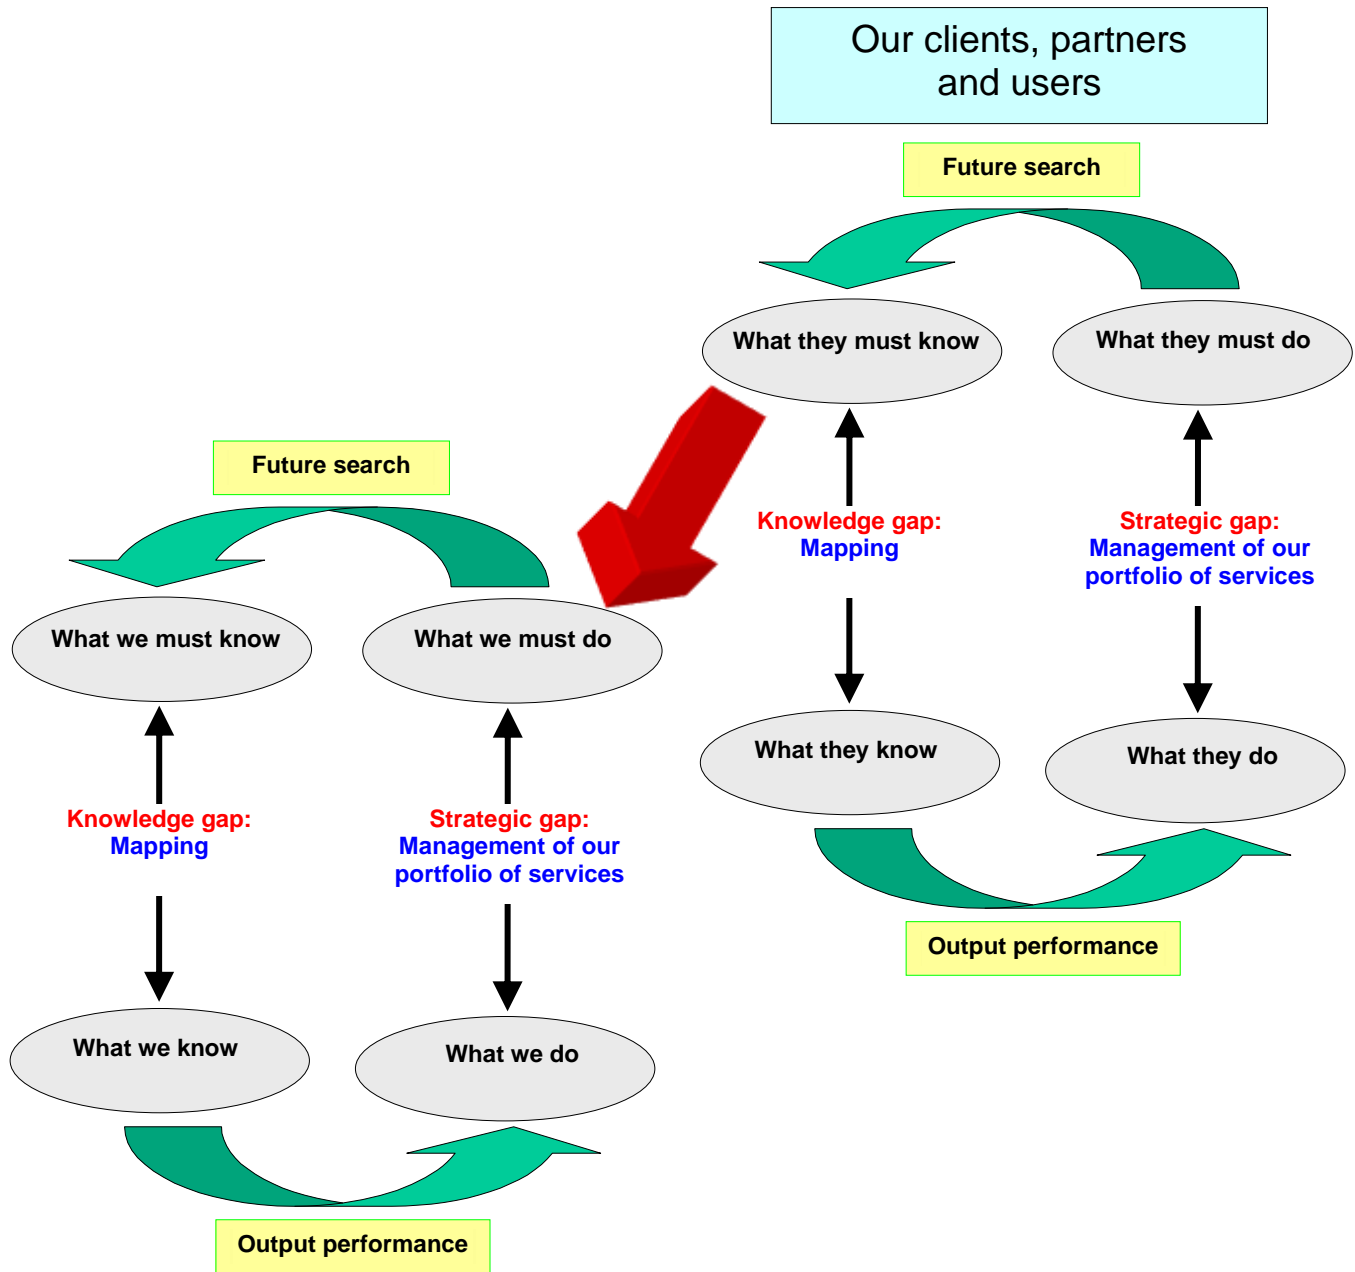 Our clients, partners
and users
Future search
What they must know
What they must do
Knowledge gap:
Mapping
Strategic gap:
Management of our
portfolio of services
What they know
What they do
Output performance
Future search
What we must know
What we must do
Knowledge gap:
Mapping
Strategic gap:
Management of our
portfolio of services
What we know
What we do
Output performance